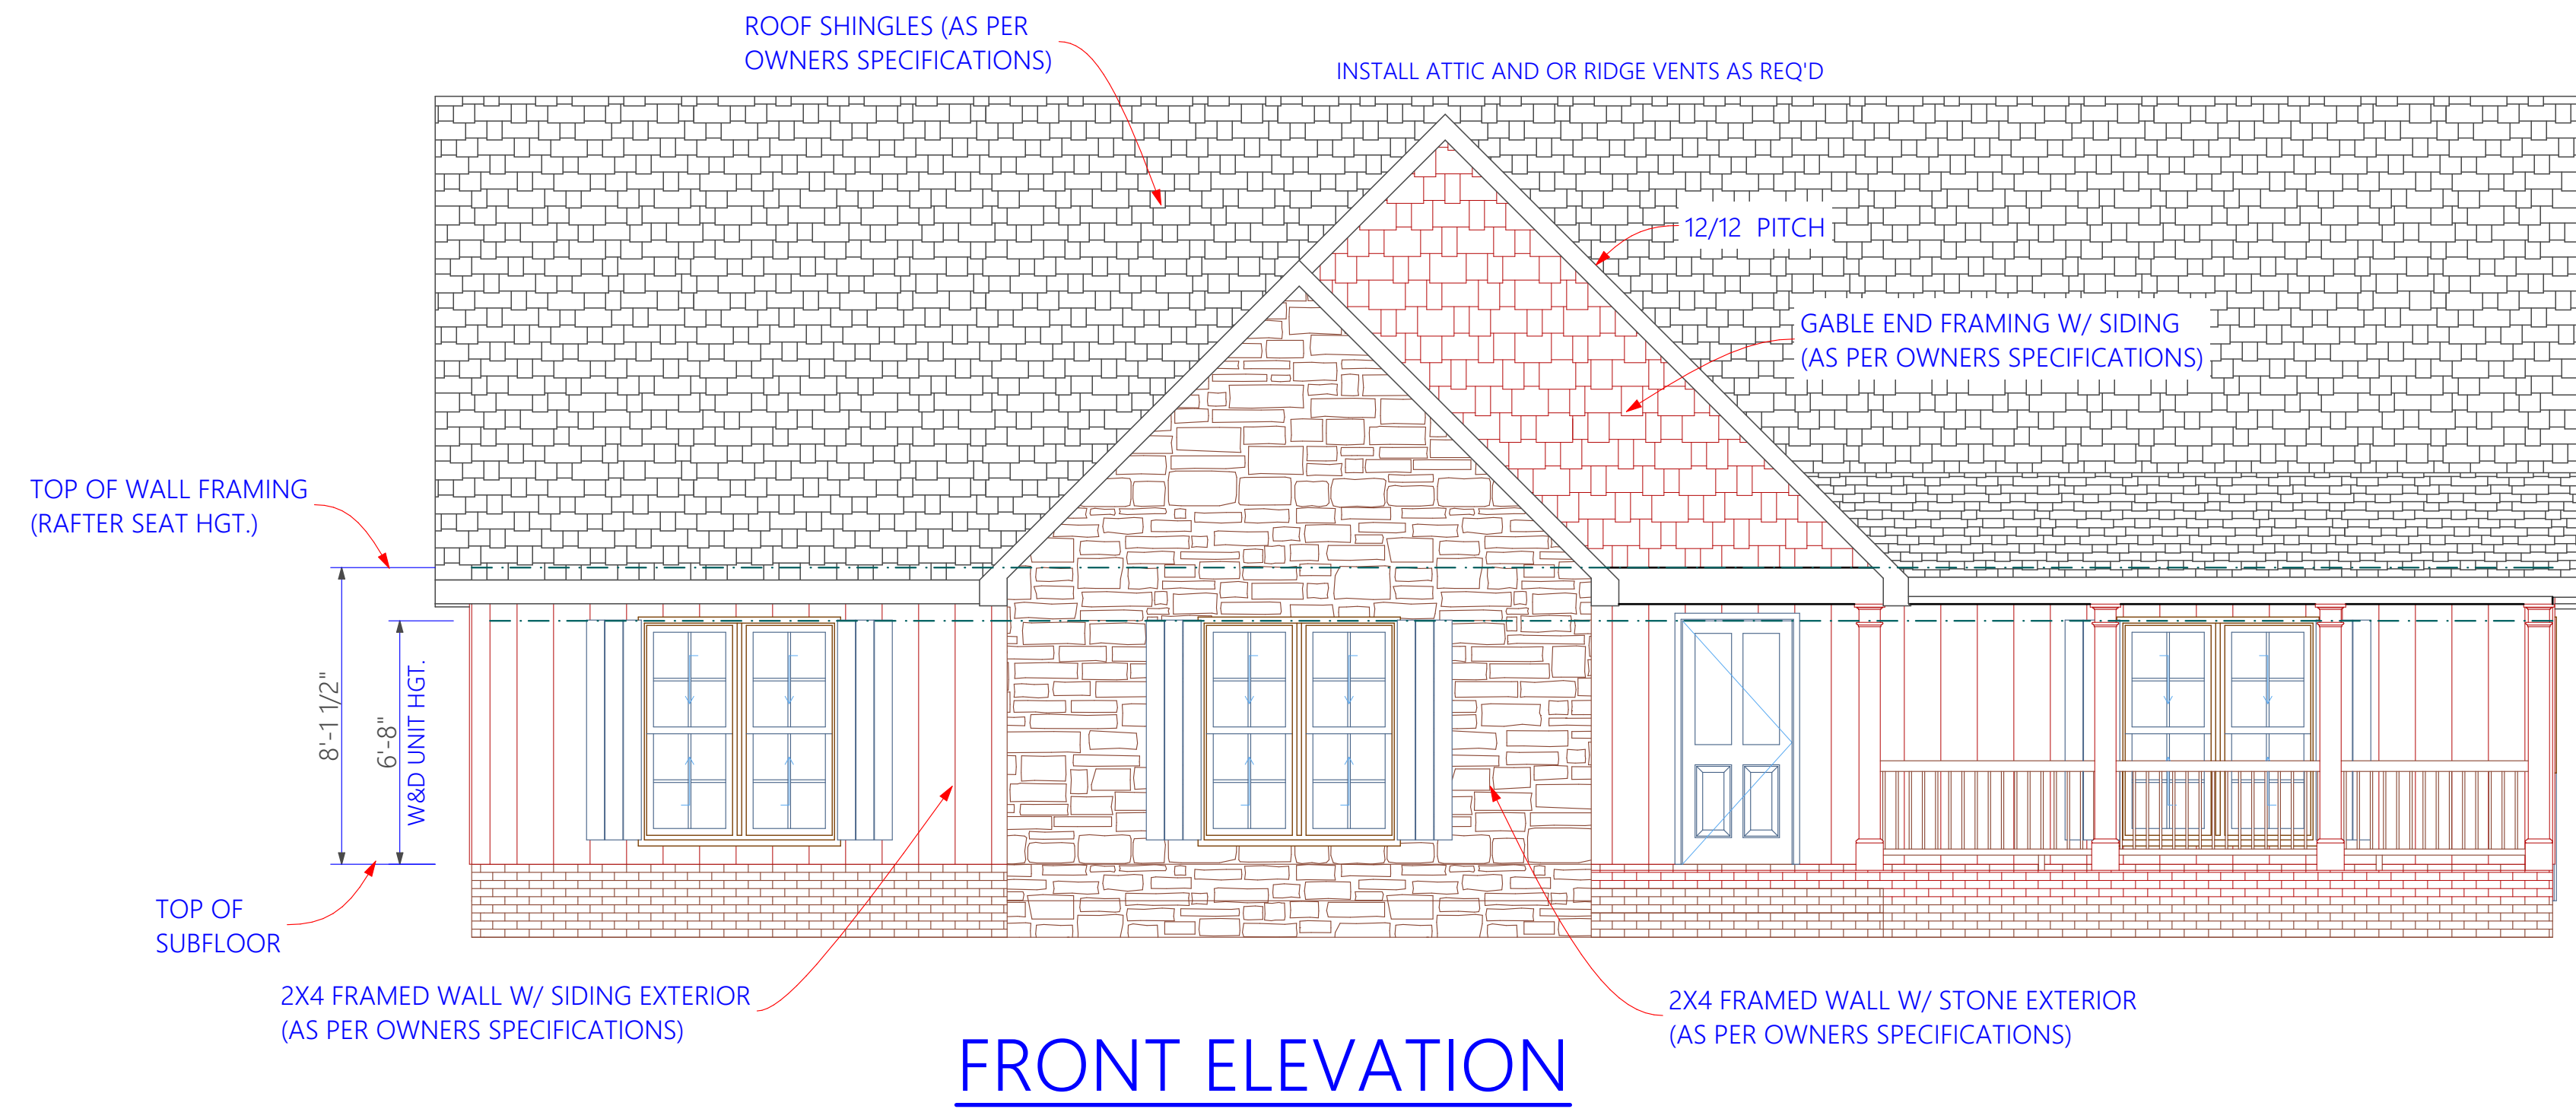 ROOF SHINGLES (AS PER
OWNERS SPECIFICATIONS)
INSTALL ATTIC AND OR RIDGE VENTS AS REQ'D
12/12 PITCH
GABLE END FRAMING W/ SIDING
(AS PER OWNERS SPECIFICATIONS)
TOP OF WALL FRAMING
(RAFTER SEAT HGT.)
8'-1 1/2"
6'-8"
W&D UNIT HGT.
TOP OF
SUBFLOOR
2X4 FRAMED WALL W/ SIDING EXTERIOR
(AS PER OWNERS SPECIFICATIONS)
2X4 FRAMED WALL W/ STONE EXTERIOR
(AS PER OWNERS SPECIFICATIONS)
FRONT ELEVATION